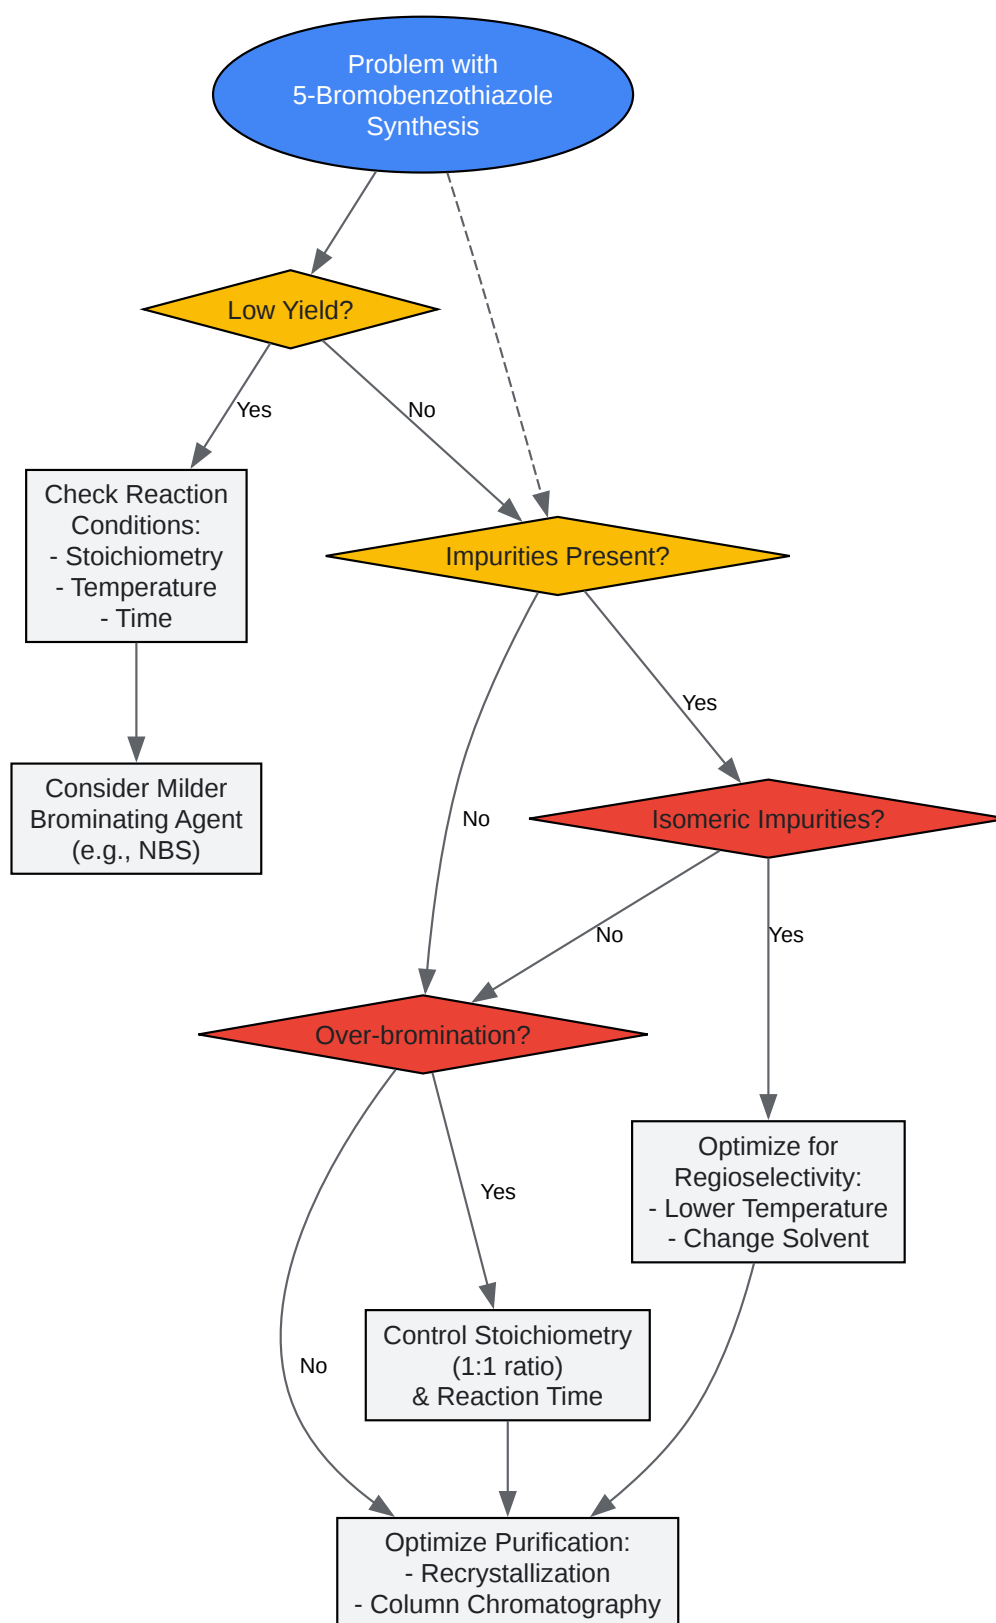 Problem with
5-Bromobenzothiazole
Synthesis
Low Yield?
Yes
No
Check Reaction
Conditions:
- Stoichiometry
- Temperature
- Time
Impurities Present?
Yes
No
Consider Milder
Brominating Agent
(e.g., NBS)
Isomeric Impurities?
No
Yes
Over-bromination?
Yes
No
Optimize for
Regioselectivity:
- Lower Temperature
- Change Solvent
Control Stoichiometry
(1:1 ratio)
& Reaction Time
Optimize Purification:
- Recrystallization
- Column Chromatography